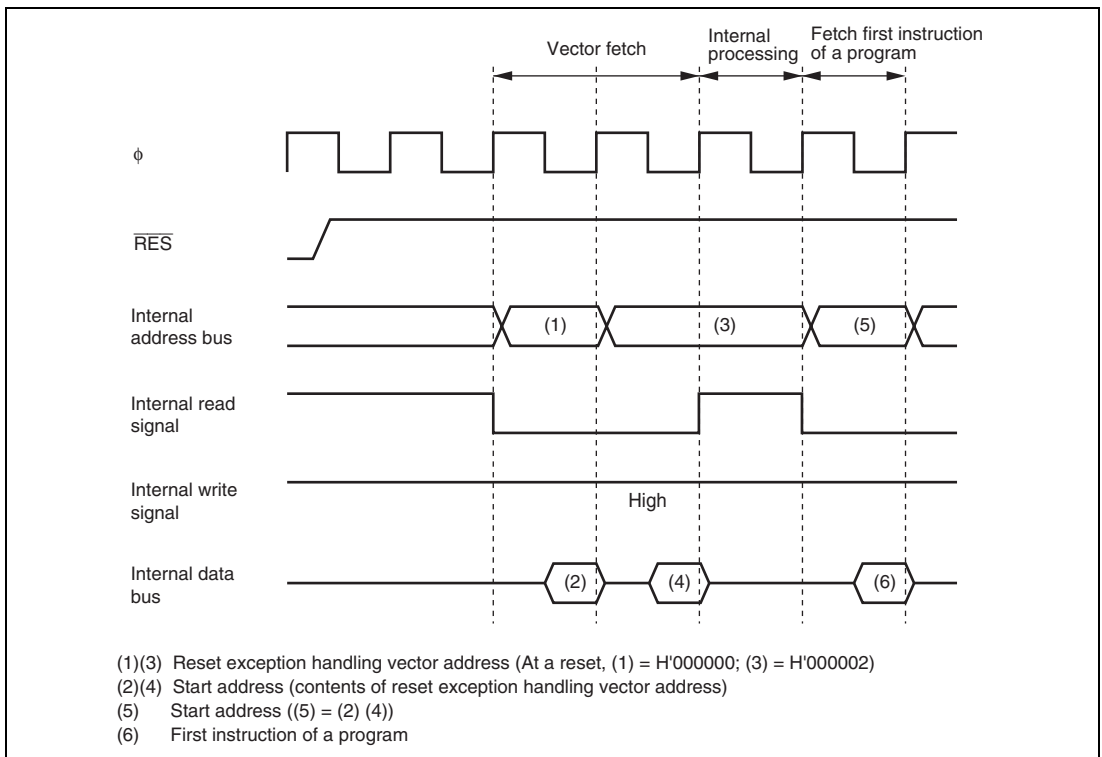 Vector fetch
Internal
processing
Fetch first instruction
of a program
ϕ
RES
Internal
address bus
(1)
(3)
(5)
Internal read
signal
Internal write
signal
High
Internal data
bus
(2)
(4)
(6)
(1)(3) Reset exception handling vector address (At a reset, (1) = H'000000; (3) = H'000002)
(2)(4) Start address (contents of reset exception handling vector address)
(5) Start address ((5) = (2) (4))
(6) First instruction of a program